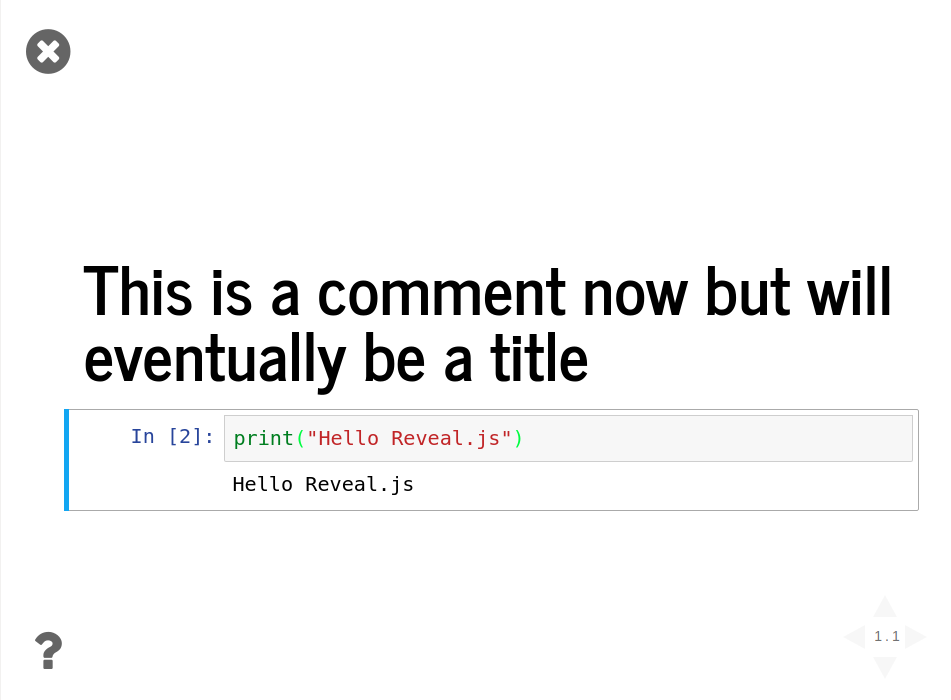 This is a comment now but will
eventually be a title
In [2]: print("Hello Reveal.js")
Hello Reveal.js
?
1.1